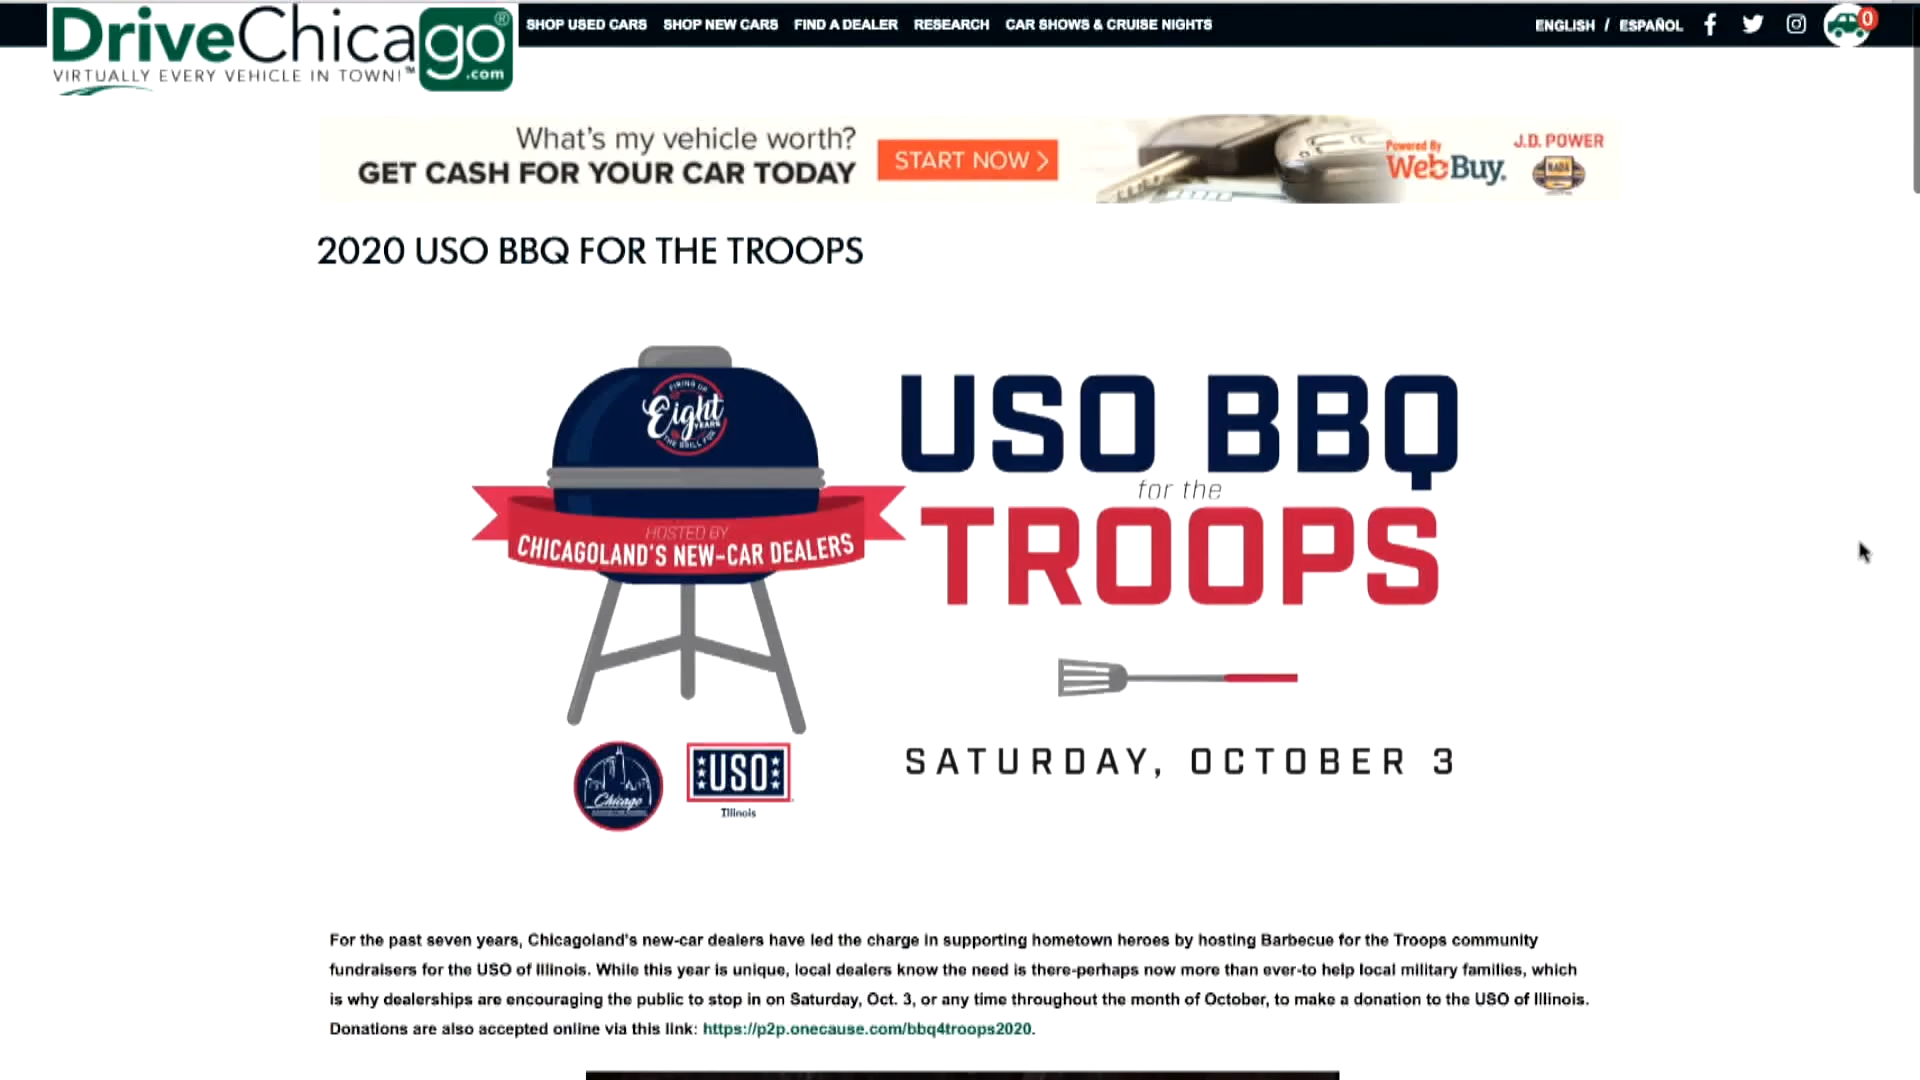 DriveChicago®
.com
VIRTUALLY EVERY VEHICLE IN TOWN!™
SHOP USED CARS SHOP NEW CARS FIND A DEALER RESEARCH CAR SHOWS & CRUISE NIGHTS
ENGLISH / ESPAÑOL
0
What's my vehicle worth?
GET CASH FOR YOUR CAR TODAY
START NOW >
Powered By
WebBuy.
J.D. POWER
NADA
2020 USO BBQ FOR THE TROOPS
FIRING UP
Eight
YEARS
THE GRILL FOR
HOSTED BY
CHICAGOLAND'S NEW-CAR DEALERS
USO BBQ
for the
TROOPS
SATURDAY, OCTOBER 3
Chicago
USO
Illinois
For the past seven years, Chicagoland's new-car dealers have led the charge in supporting hometown heroes by hosting Barbecue for the Troops community
fundraisers for the USO of Illinois. While this year is unique, local dealers know the need is there-perhaps now more than ever-to help local military families, which
is why dealerships are encouraging the public to stop in on Saturday, Oct. 3, or any time throughout the month of October, to make a donation to the USO of Illinois.
Donations are also accepted online via this link: https://p2p.onecause.com/bbq4troops2020.